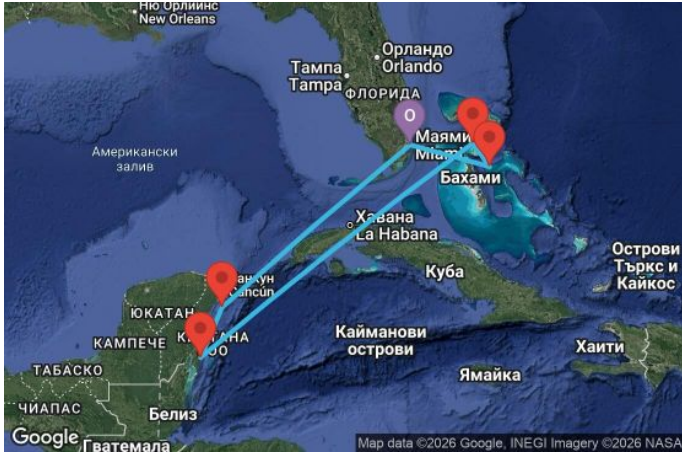 Ню Орлийнс
New Orleans
Орландо
Orlando
Тампа
Tampa
ФЛОРИДА
O
Маями
Бахами
Американски
залив
Хавана
La Habana
Cancún
Куба
Острови
Търкс и
Кайкос
ЮКАТАН
КАМПЕЧЕ
Кайманови
острови
Хаити
ТАБАСКО
Ямайка
ЧИАПАС
Белиз
Google
Гватемала
Map data ©2026 Google, INEGI Imagery ©2026 NASA